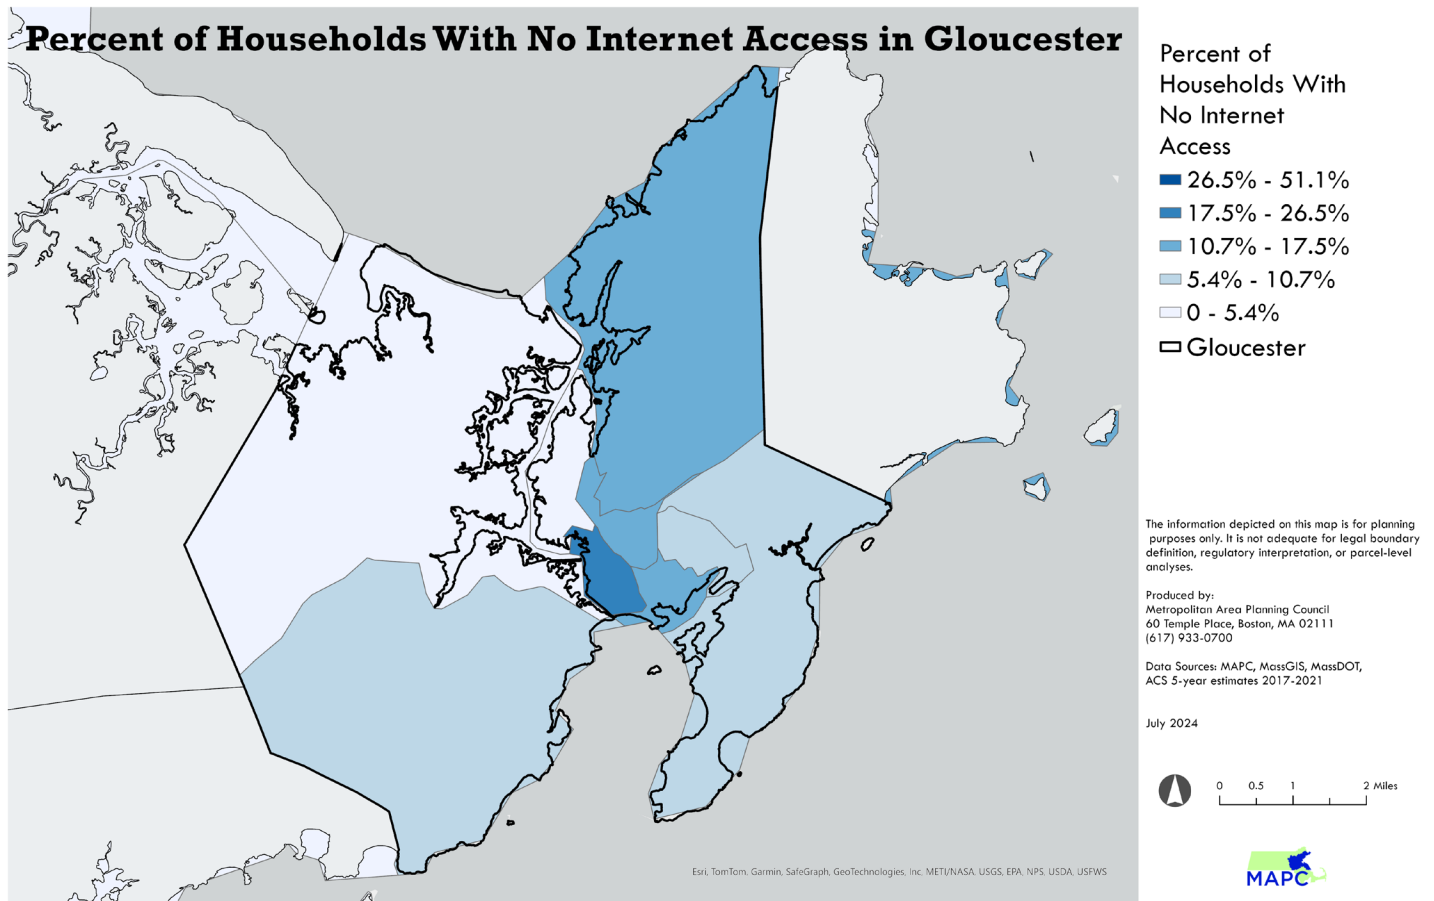 Percent of Households With No Internet Access in Gloucester
Percent of
Households With
No Internet
Access
26.5% - 51.1%
17.5% - 26.5%
10.7% - 17.5%
5.4% - 10.7%
0 - 5.4%
Gloucester
The information depicted on this map is for planning
purposes only. It is not adequate for legal boundary
definition, regulatory interpretation, or parcel-level
analyses.
Produced by:
Metropolitan Area Planning Council
60 Temple Place, Boston, MA 02111
(617) 933-0700
Data Sources: MAPC, MassGIS, MassDOT,
ACS 5-year estimates 2017-2021
July 2024
0 0.5 1 2 Miles
MAPC
Esri, TomTom, Garmin, SafeGraph, GeoTechnologies, Inc, METI/NASA, USGS, EPA, NPS, USDA, USFWS